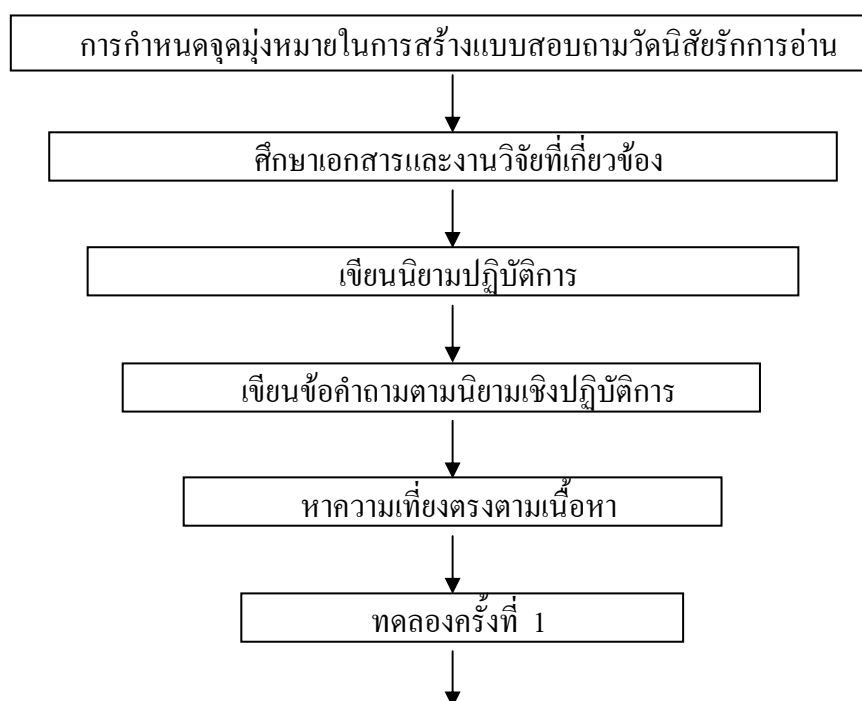 การกำหนดจุดมุ่งหมายในการสร้างแบบสอบถามวัดนิสัยรักการอ่าน
ศึกษาเอกสารและงานวิจัยที่เกี่ยวข้อง
เขียนนิยามปฏิบัติการ
เขียนข้อคำถามตามนิยามเชิงปฏิบัติการ
หาความเที่ยงตรงตามเนื้อหา
ทดลองครั้งที่ 1